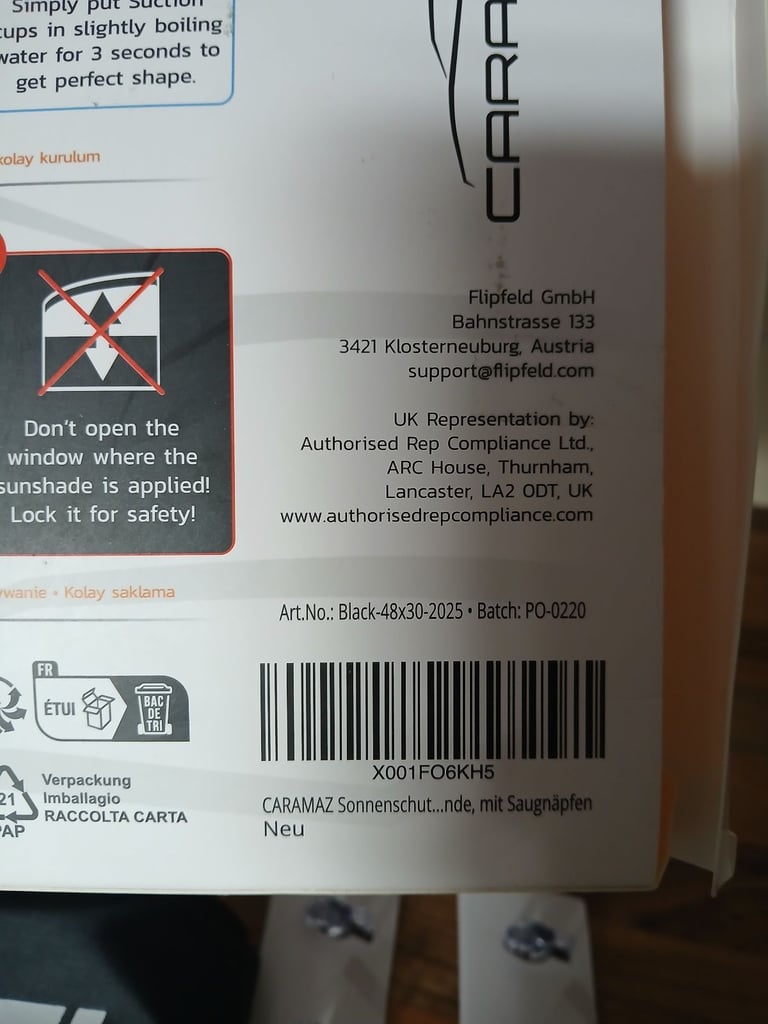 Simply put Suction
cups in slightly boiling
water for 3 seconds to
get perfect shape.
kolay kurulum
CARA
Don't open the
window where the
sunshade is applied!
Lock it for safety!
Flipfeld GmbH
Bahnstrasse 133
3421 Klosterneuburg, Austria
support@flipfeld.com
UK Representation by:
Authorised Rep Compliance Ltd.,
ARC House, Thurnham,
Lancaster, LA2 0DT, UK
www.authorisedrepcompliance.com
ywanie • Kolay saklama
Art.No.: Black-48x30-2025 • Batch: PO-0220
FR
ÉTUI
BAC
DE
TRI
X001FO6KH5
21
PAP
Verpackung
Imballagio
RACCOLTA CARTA
CARAMAZ Sonnenschut...nde, mit Saugnäpfen
Neu